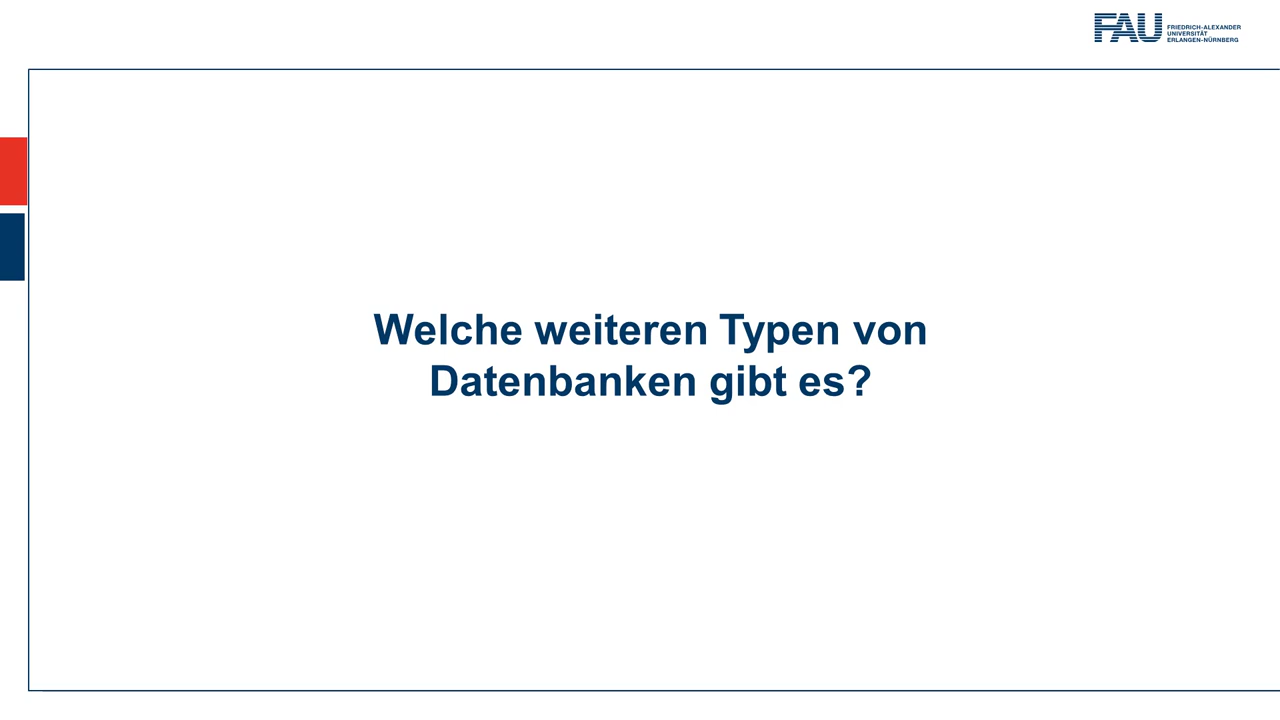 FAU
FRIEDRICH-ALEXANDER
UNIVERSITÄT
ERLANGEN-NÜRNBERG
Welche weiteren Typen von
Datenbanken gibt es?